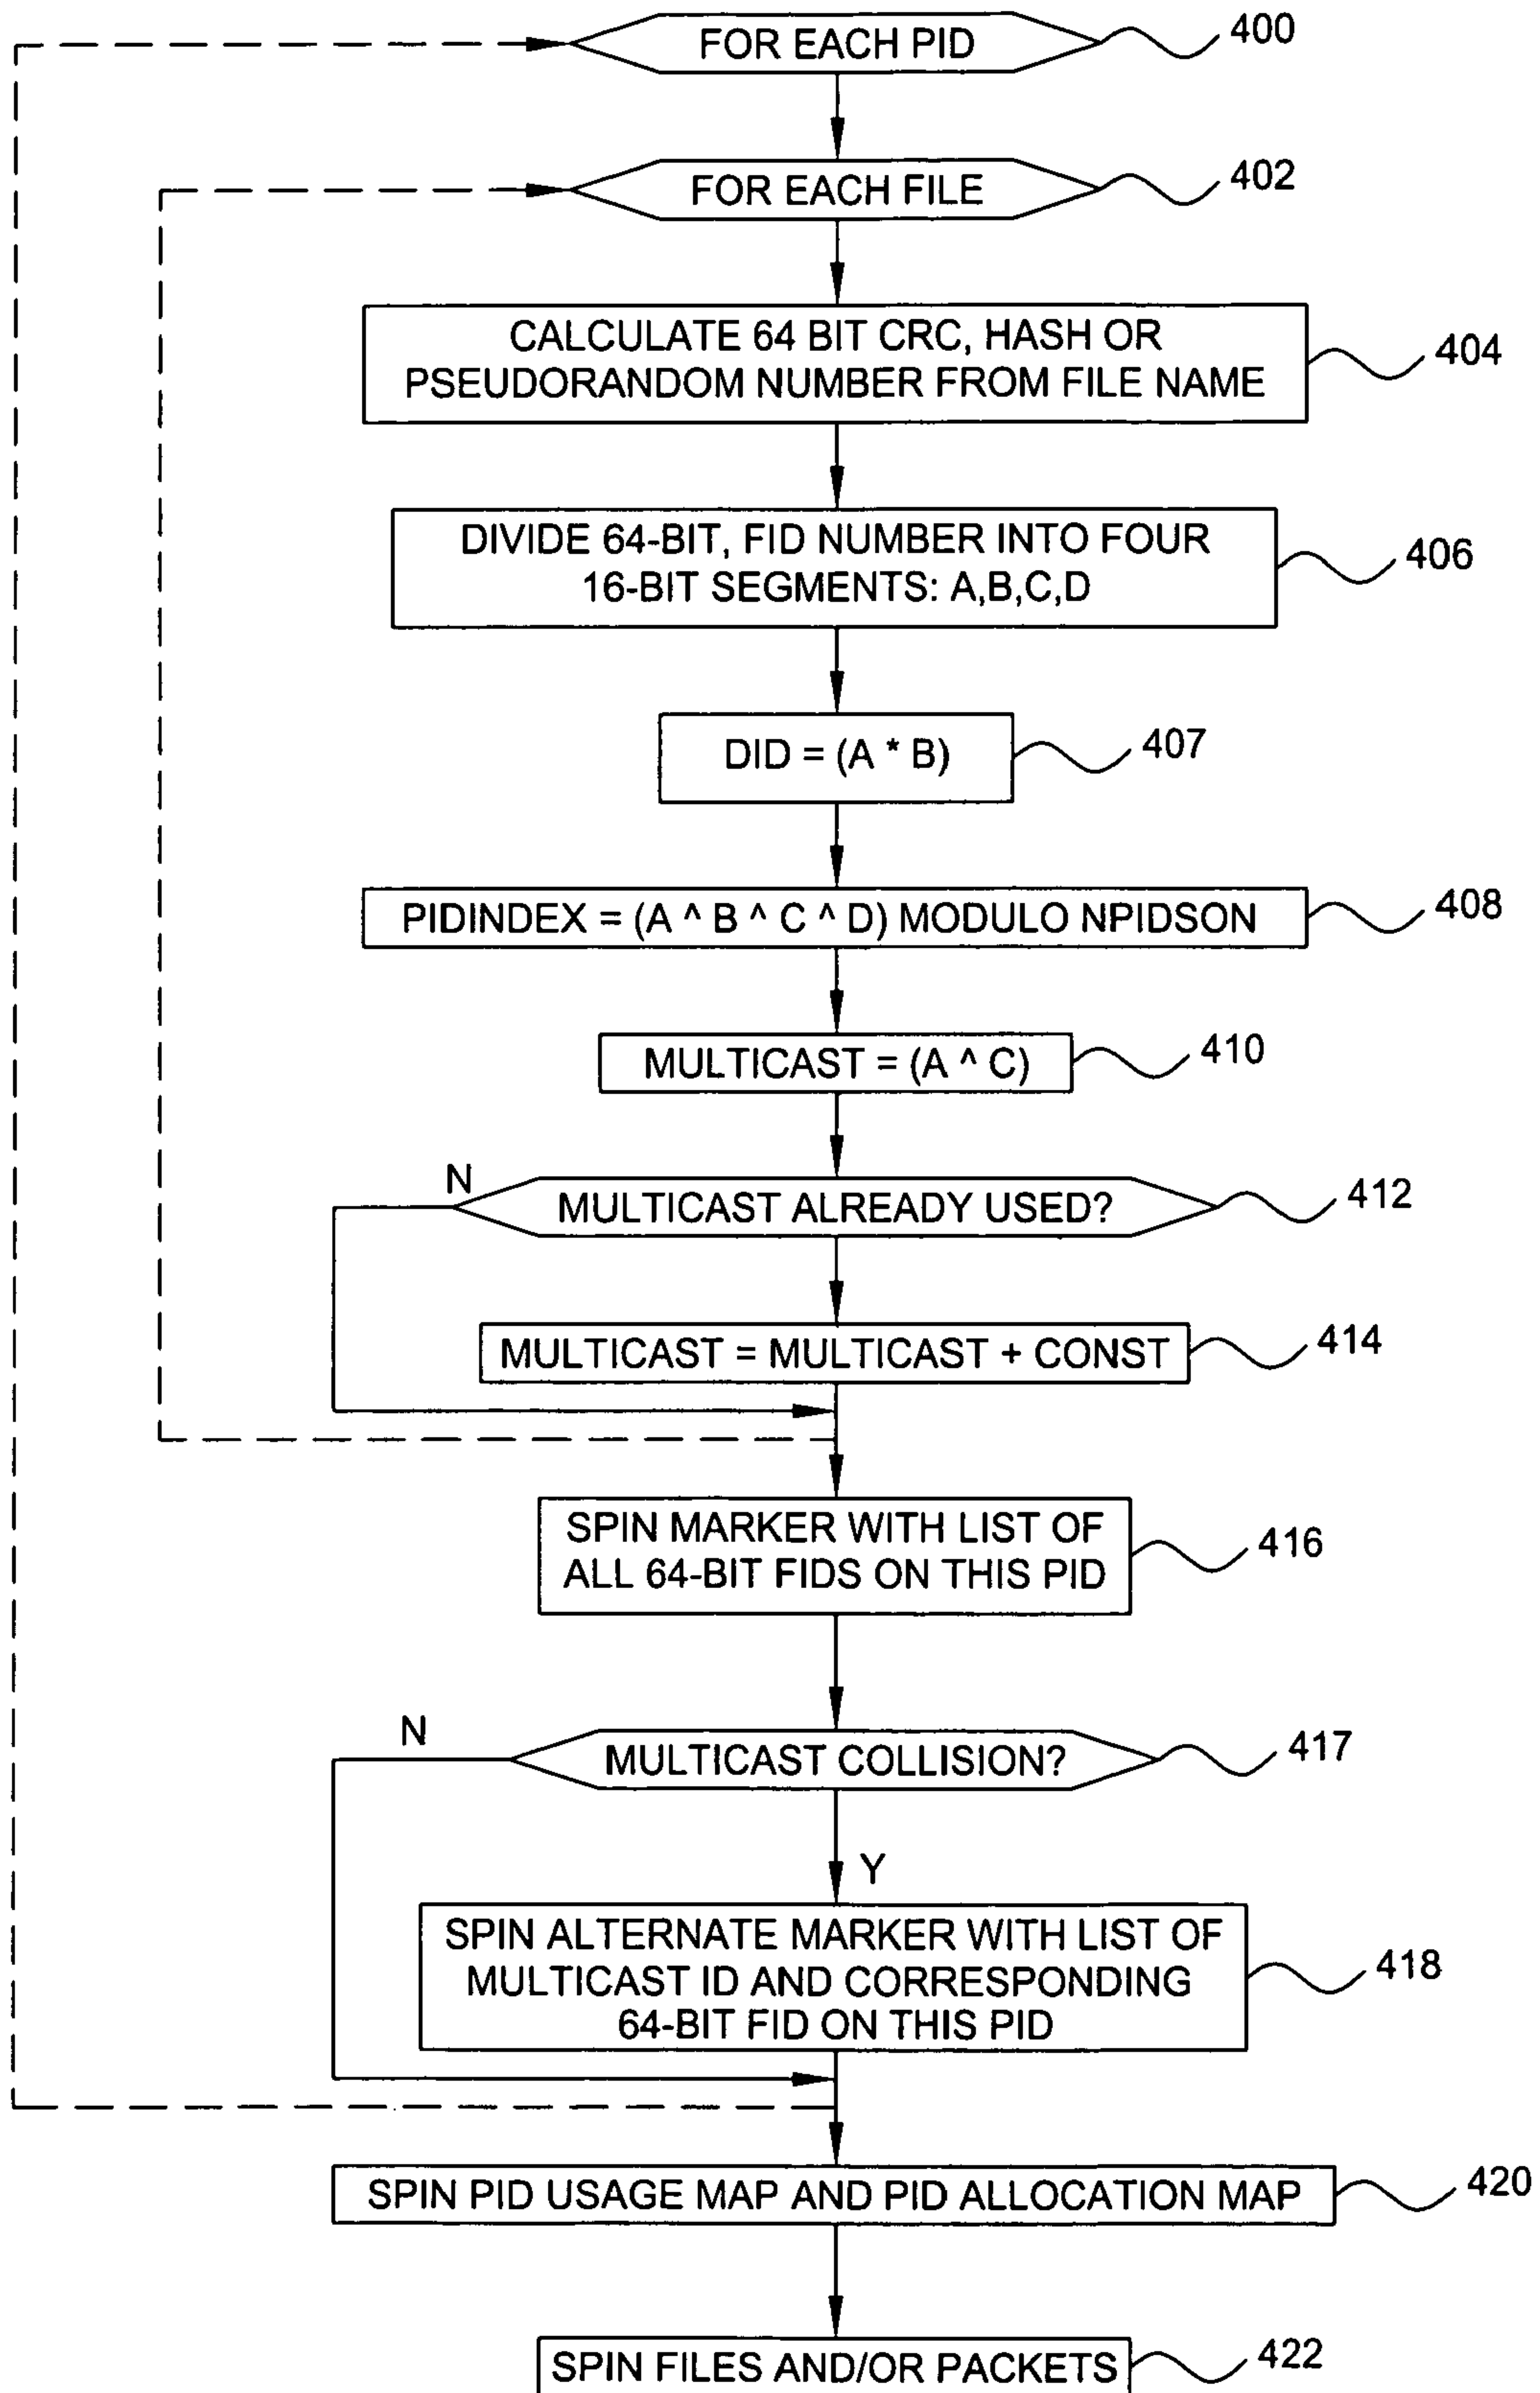 FOR EACH PID
400
FOR EACH FILE
402
CALCULATE 64 BIT CRC, HASH OR
PSEUDORANDOM NUMBER FROM FILE NAME
404
DIVIDE 64-BIT, FID NUMBER INTO FOUR
16-BIT SEGMENTS: A,B,C,D
406
DID = (A * B)
407
PIDINDEX = (A ^ B ^ C ^ D) MODULO NPIDSON
408
MULTICAST = (A ^ C)
410
N
MULTICAST ALREADY USED?
412
MULTICAST = MULTICAST + CONST
414
SPIN MARKER WITH LIST OF
ALL 64-BIT FIDS ON THIS PID
416
N
MULTICAST COLLISION?
417
Y
SPIN ALTERNATE MARKER WITH LIST OF
MULTICAST ID AND CORRESPONDING
64-BIT FID ON THIS PID
418
SPIN PID USAGE MAP AND PID ALLOCATION MAP
420
SPIN FILES AND/OR PACKETS
422